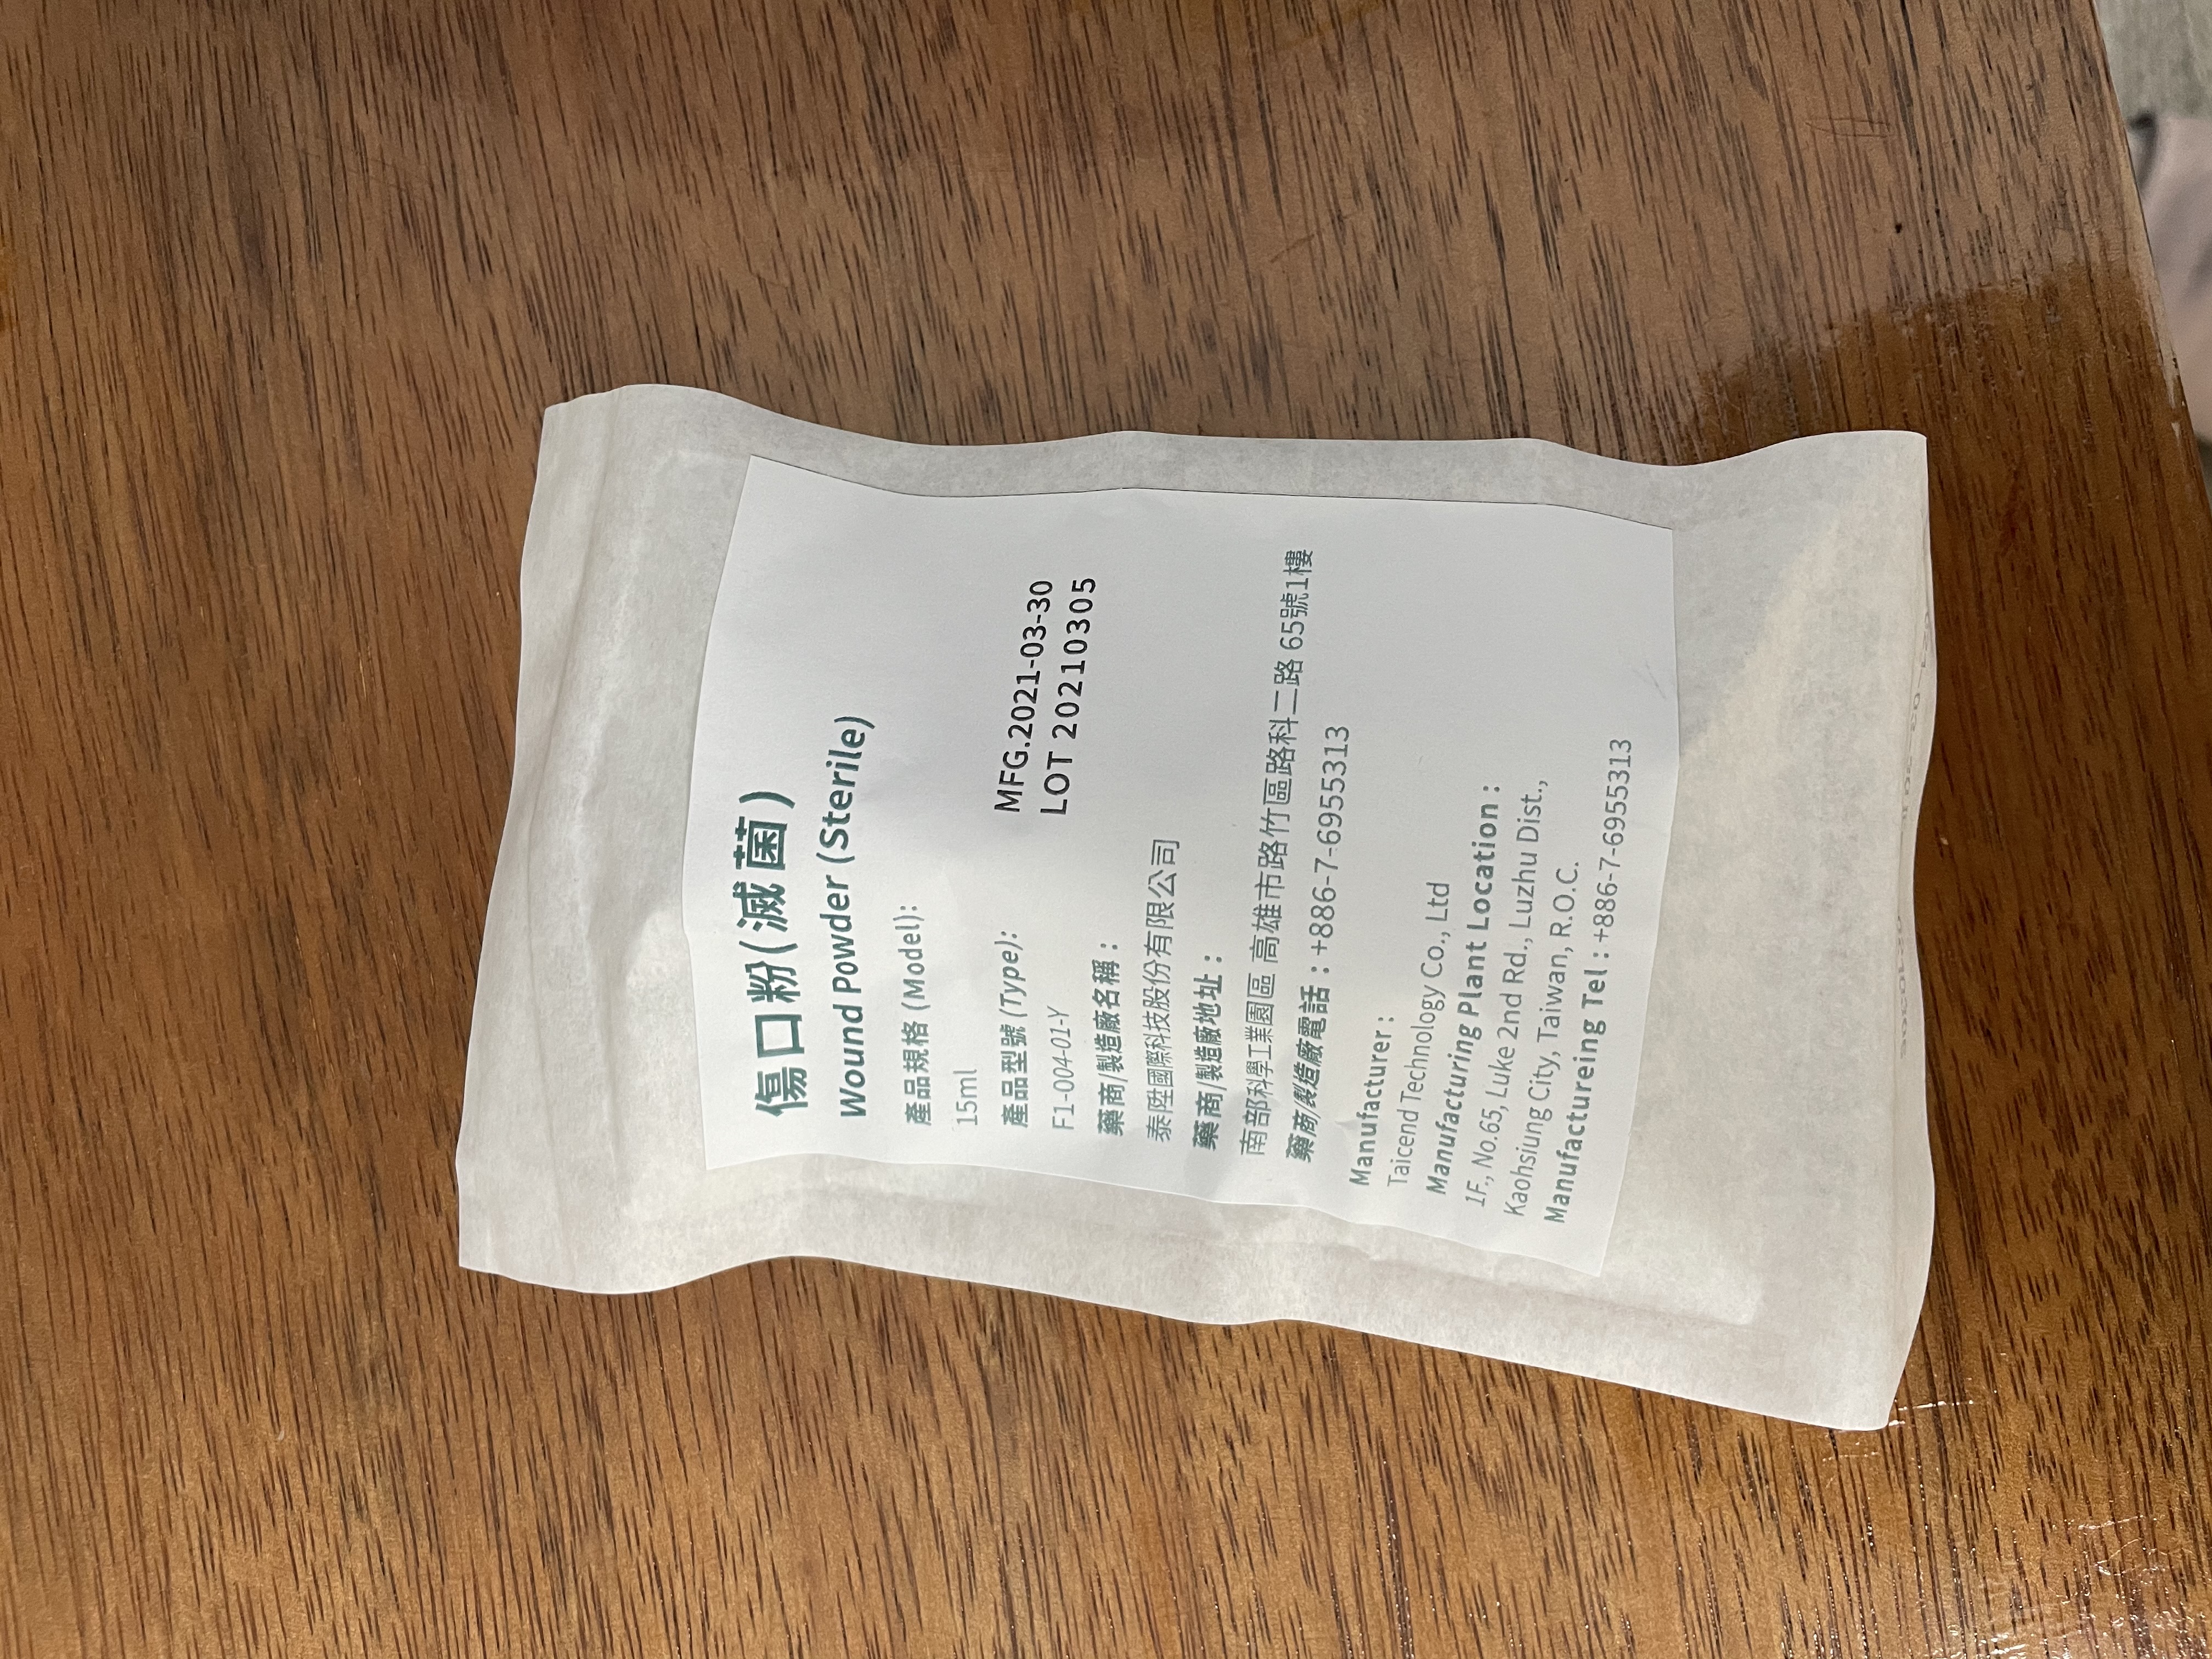 傷口粉(滅菌)
Wound Powder (Sterile)
產品規格 (Model):
15ml
產品型號 (Type):
F1-004-01-Y
MFG.2021-03-30
LOT 20210305
藥商/製造廠名稱：
泰陞國際科技股份有限公司
藥商/製造廠地址：
南部科學工業園區 高雄市路竹區路科二路 65號1樓
藥商/製造廠電話：+886-7-6955313
Manufacturer :
Taicend Technology Co., Ltd
Manufacturing Plant Location :
1F., No.65, Luke 2nd Rd., Luzhu Dist.,
Kaohsiung City, Taiwan, R.O.C.
Manufactureing Tel : +886-7-6955313